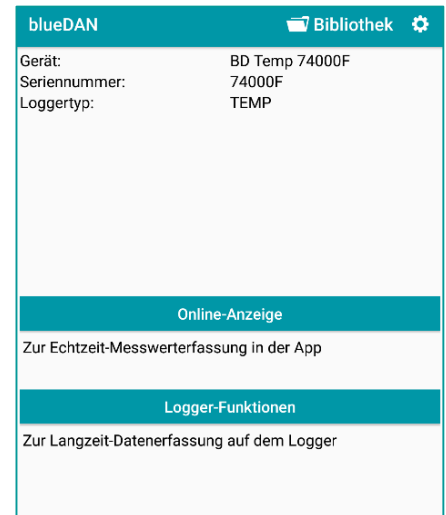 blueDAN Bibliothek
Gerät: BD Temp 74000F
Seriennummer: 74000F
Loggertyp: TEMP
Online-Anzeige
Zur Echtzeit-Messwerterfassung in der App
Logger-Funktionen
Zur Langzeit-Datenerfassung auf dem Logger